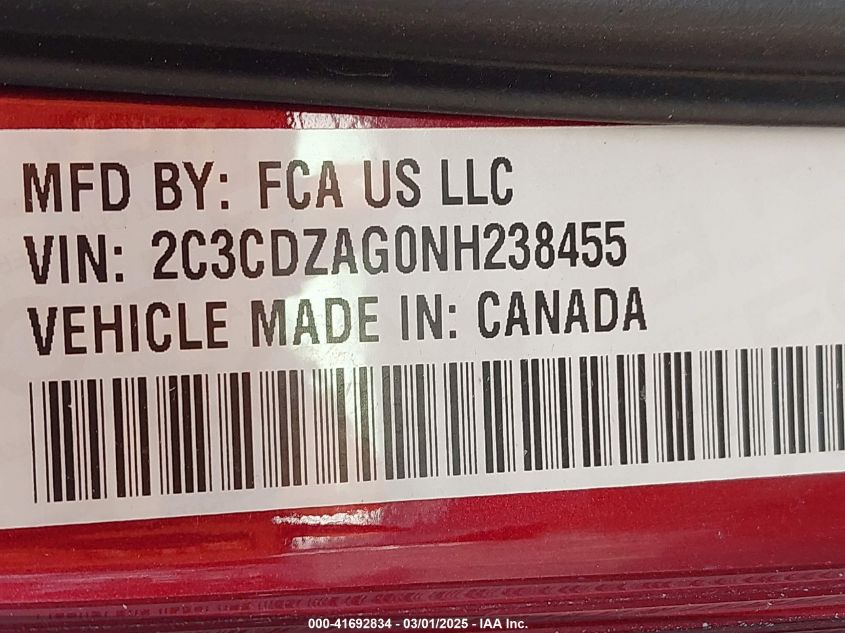 MFD BY: FCA US LLC
VIN: 2C3CDZAG0NH238455
VEHICLE MADE IN: CANADA
000-41692834 - 03/01/2025 - IAA Inc.